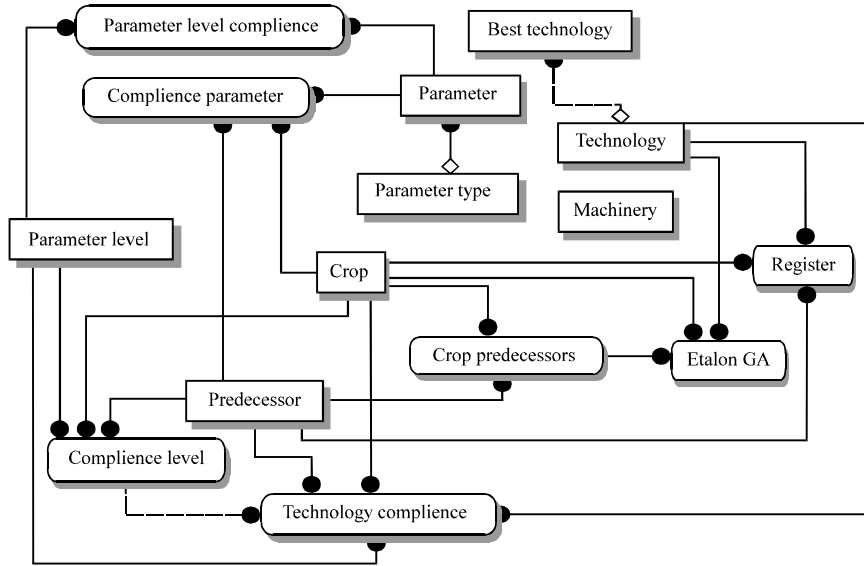 Parameter level complience
Best technology
Complience parameter
Parameter
Technology
Parameter type
Machinery
Parameter level
Crop
Register
Crop predecessors
Etalon GA
Predecessor
Complience level
Technology complience